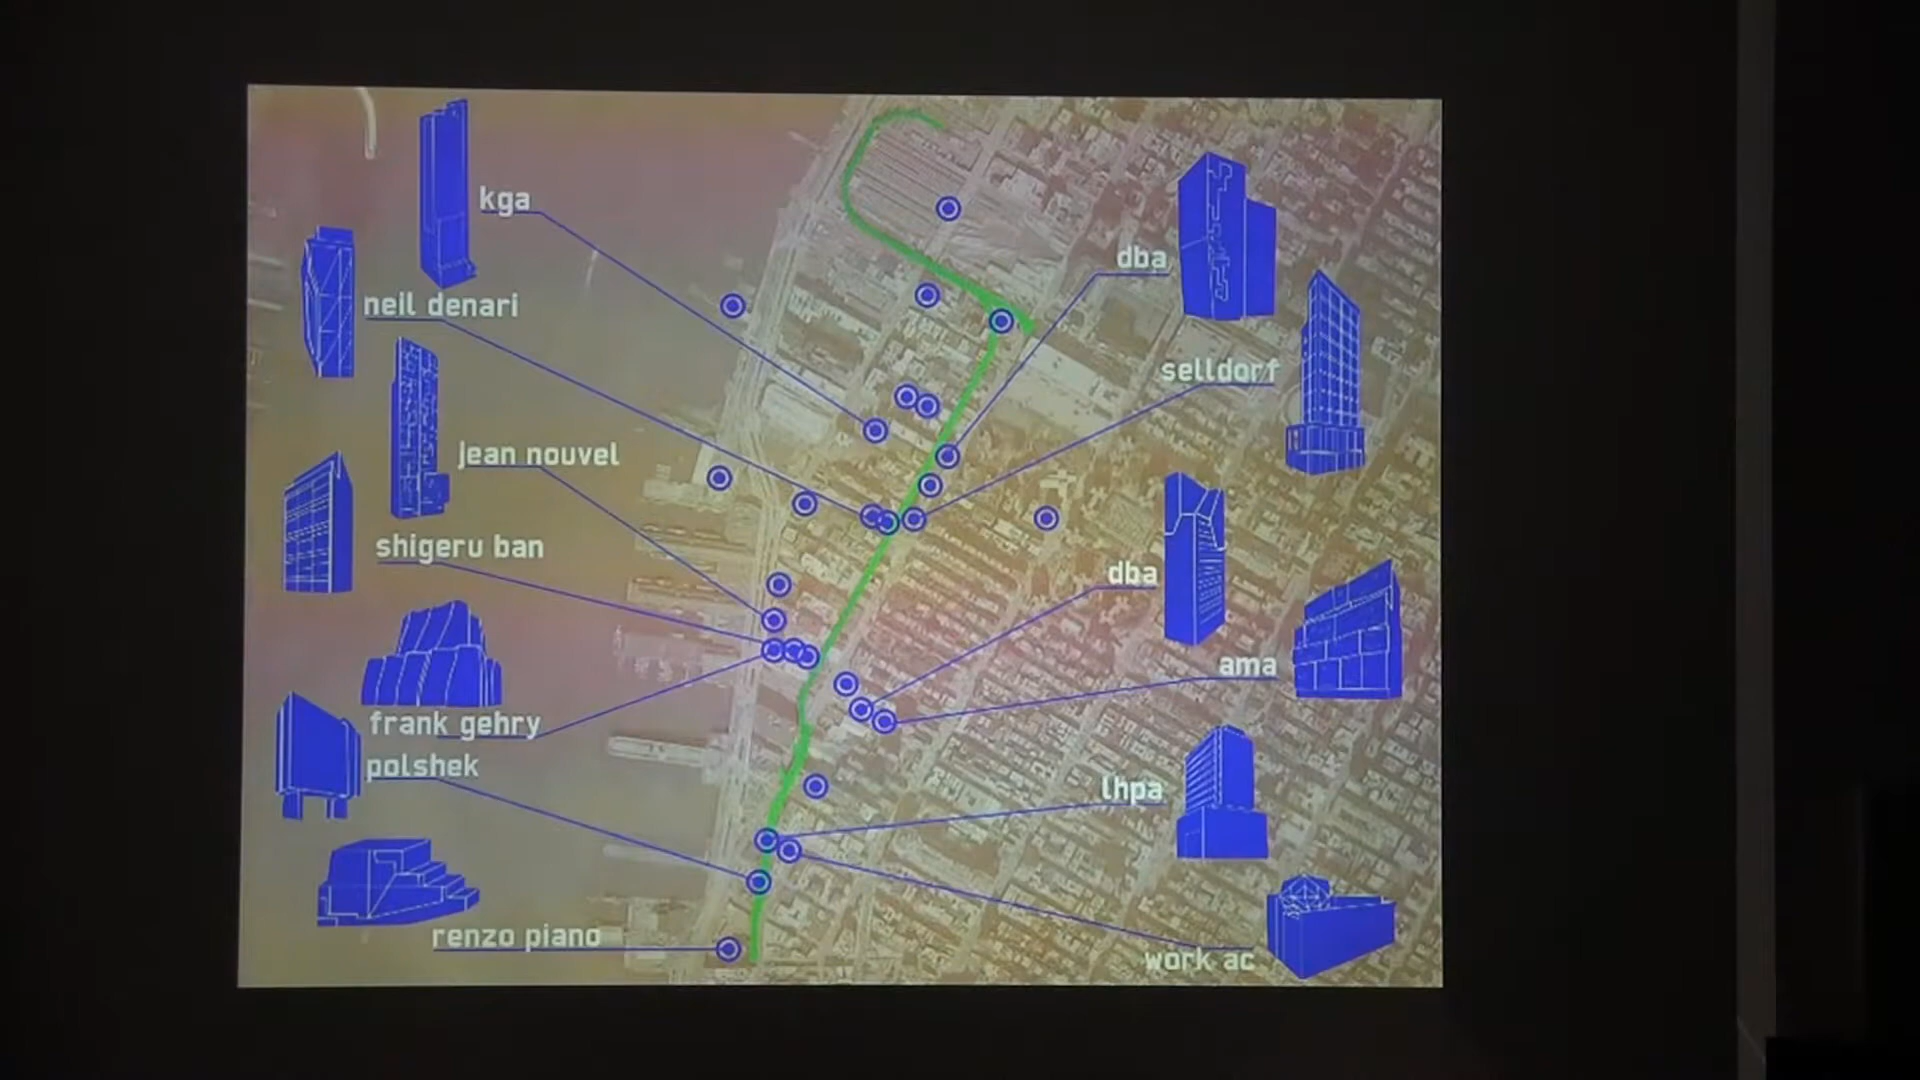 kga
neil denari
jean nouvel
shigeru ban
frank gehry
polshek
renzo piano
dba
selldorf
dba
ama
lhpa
work ac